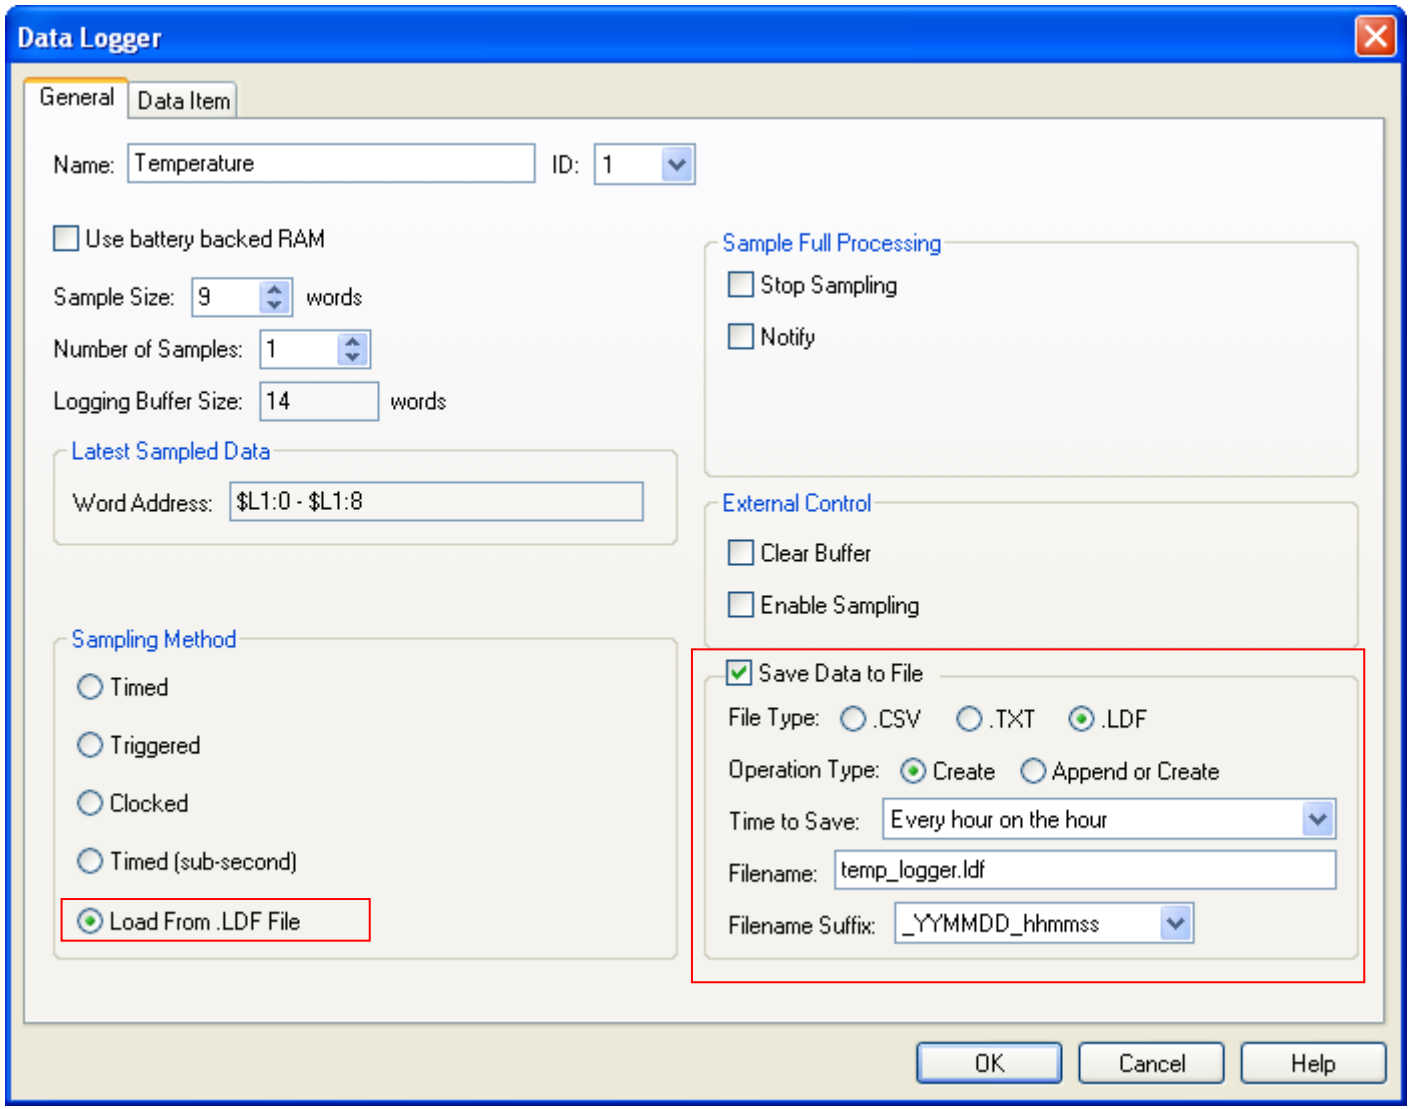 Data Logger
General
Data Item
Name: Temperature
ID: 1
Use battery backed RAM
Sample Size: 9 words
Number of Samples: 1
Logging Buffer Size: 14 words
Latest Sampled Data
Word Address: $L1:0 - $L1:8
Sampling Method
Timed
Triggered
Clocked
Timed (sub-second)
Load From .LDF File
Sample Full Processing
Stop Sampling
Notify
External Control
Clear Buffer
Enable Sampling
Save Data to File
File Type: .CSV .TXT .LDF
Operation Type: Create Append or Create
Time to Save: Every hour on the hour
Filename: temp_logger.ldf
Filename Suffix: _YYMMDD_hhmmss
OK
Cancel
Help